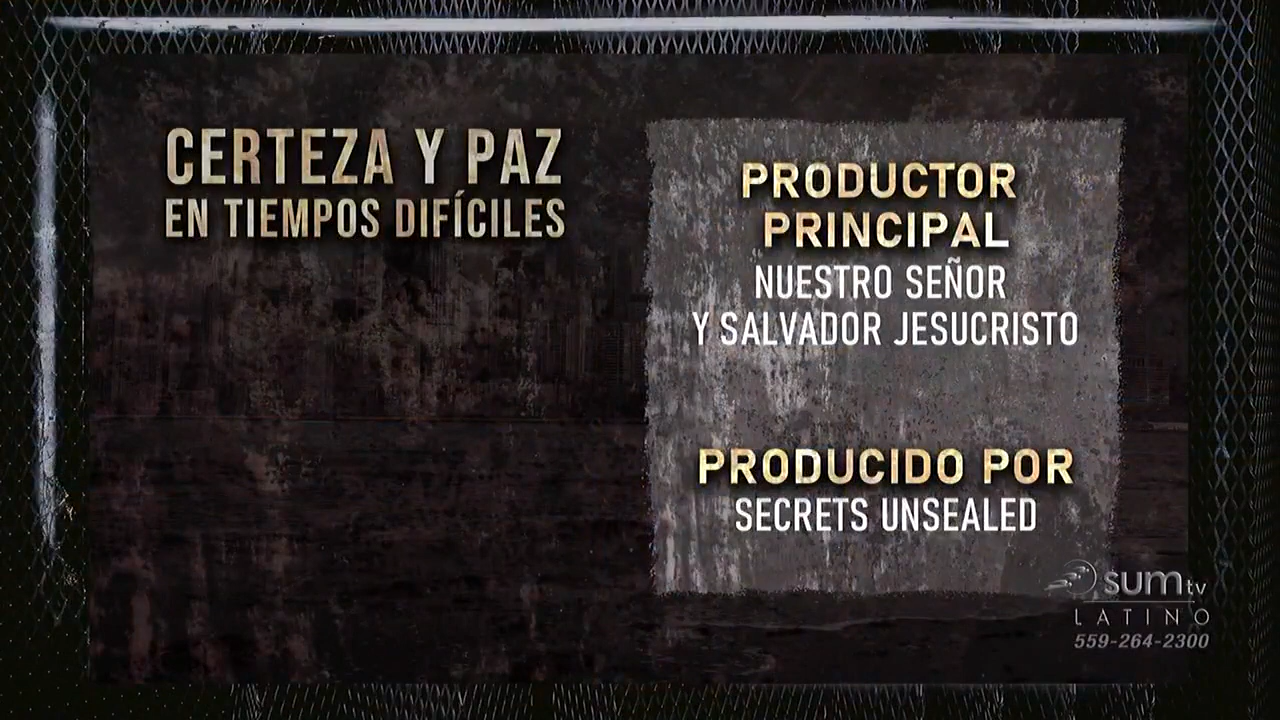 CERTEZA Y PAZ
EN TIEMPOS DIFÍCILES
PRODUCTOR
PRINCIPAL
NUESTRO SEÑOR
Y SALVADOR JESUCRISTO
PRODUCIDO POR
SECRETS UNSEALED
sumtv
LATINO
559-264-2300